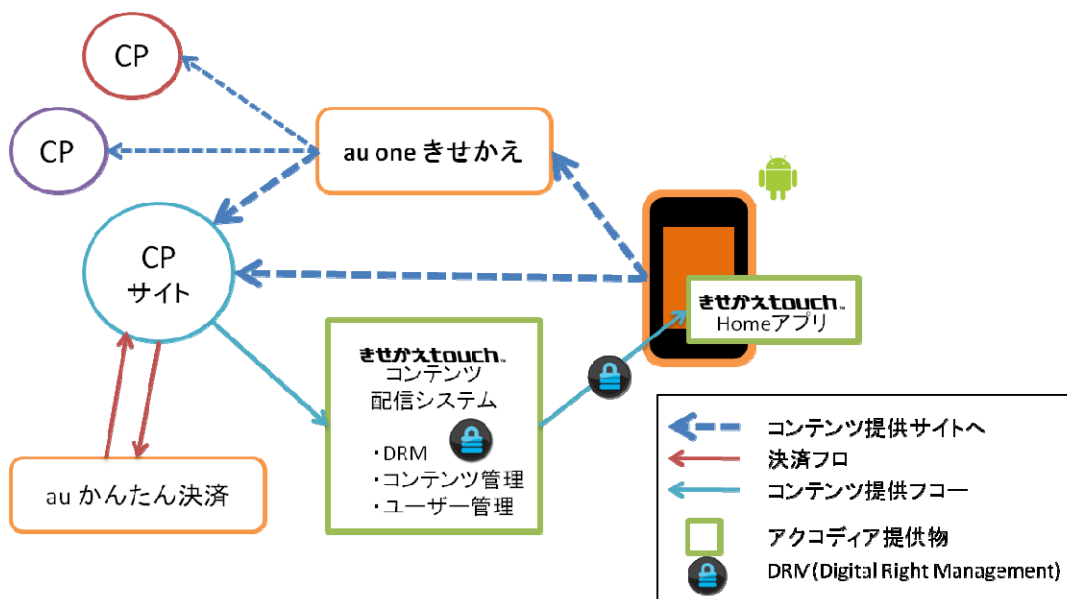 CP
CP
au one きせかえ
CP
サイト
きせかえtouch™
Homeアプリ
きせかえtouch™
コンテンツ
配信システム
・DRM
・コンテンツ管理
・ユーザー管理
au かんたん決済
コンテンツ提供サイトへ
決済フロ
コンテンツ提供フコー
アクコディア提供物
DRM(Digital Right Management)